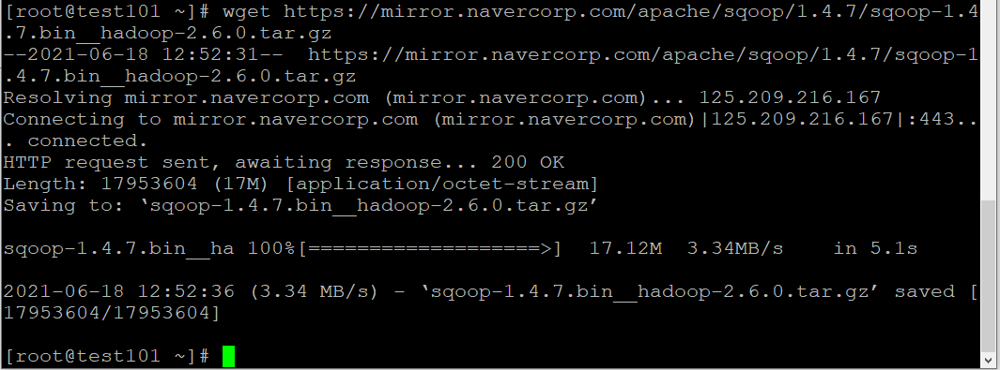 [root@test101 ~]# wget https://mirror.navercorp.com/apache/sqoop/1.4.7/sqoop-1.4
.7.bin__hadoop-2.6.0.tar.gz
--2021-06-18 12:52:31--  https://mirror.navercorp.com/apache/sqoop/1.4.7/sqoop-1
.4.7.bin__hadoop-2.6.0.tar.gz
Resolving mirror.navercorp.com (mirror.navercorp.com)... 125.209.216.167
Connecting to mirror.navercorp.com (mirror.navercorp.com)|125.209.216.167|:443..
. connected.
HTTP request sent, awaiting response... 200 OK
Length: 17953604 (17M) [application/octet-stream]
Saving to: ‘sqoop-1.4.7.bin__hadoop-2.6.0.tar.gz’
sqoop-1.4.7.bin__ha 100%[===================>]  17.12M  3.34MB/s    in 5.1s
2021-06-18 12:52:36 (3.34 MB/s) - ‘sqoop-1.4.7.bin__hadoop-2.6.0.tar.gz’ saved [
17953604/17953604]
[root@test101 ~]#